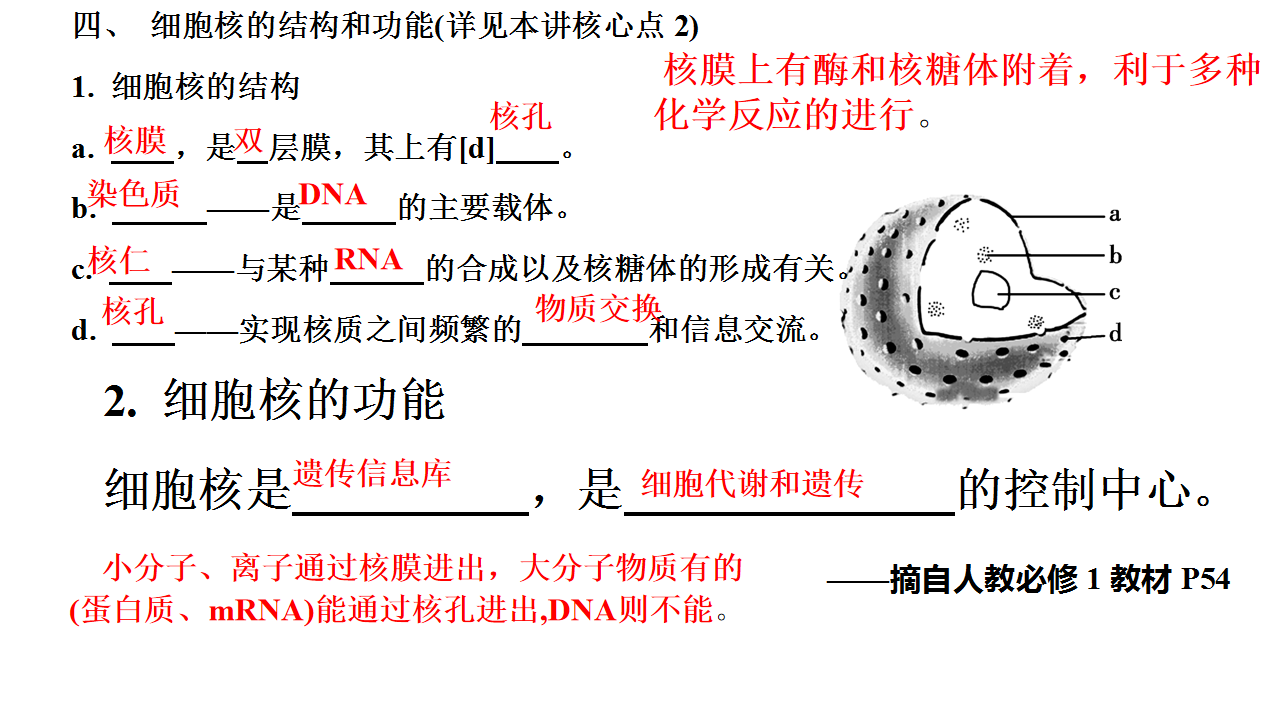 四、 细胞核的结构和功能(详见本讲核心点 2)
核膜上有酶和核糖体附着，利于多种
化学反应的进行。
1. 细胞核的结构
a. 核膜，是双层膜，其上有[d]核孔。
b. 染色质——是DNA的主要载体。
c. 核仁——与某种RNA的合成以及核糖体的形成有关。
d. 核孔——实现核质之间频繁的物质交换和信息交流。
a
b
c
d
2. 细胞核的功能
细胞核是遗传信息库，是细胞代谢和遗传的控制中心。
小分子、离子通过核膜进出，大分子物质有的
(蛋白质、mRNA)能通过核孔进出,DNA则不能。
——摘自人教必修 1 教材 P54